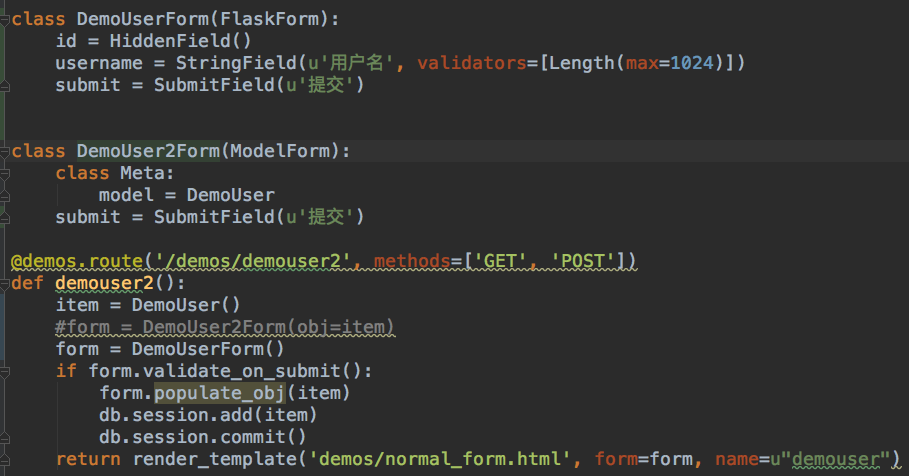 class DemoUserForm(FlaskForm):
    id = HiddenField()
    username = StringField(u'用户名', validators=[Length(max=1024)])
    submit = SubmitField(u'提交')
class DemoUser2Form(ModelForm):
    class Meta:
        model = DemoUser
    submit = SubmitField(u'提交')
@demos.route('/demos/demouser2', methods=['GET', 'POST'])
def demouser2():
    item = DemoUser()
    #form = DemoUser2Form(obj=item)
    form = DemoUserForm()
    if form.validate_on_submit():
        form.populate_obj(item)
        db.session.add(item)
        db.session.commit()
    return render_template('demos/normal_form.html', form=form, name=u"demouser")